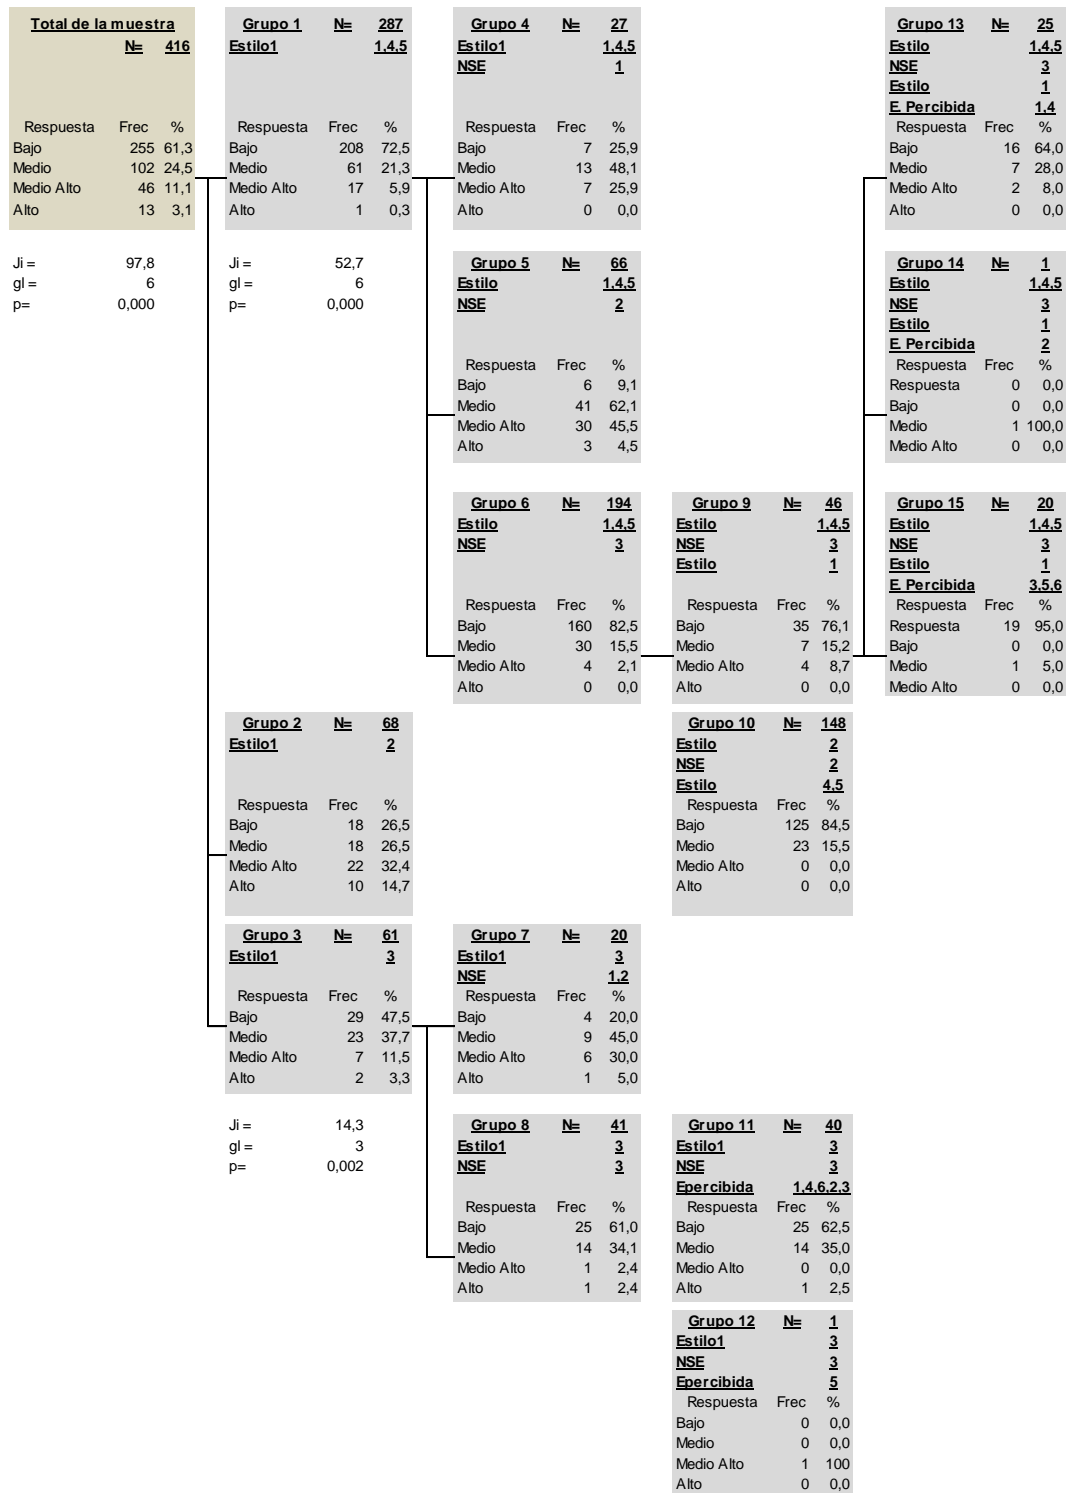 Total de la muestra
N= 416
Respuesta Frec %
Bajo 255 61,3
Medio 102 24,5
Medio Alto 46 11,1
Alto 13 3,1
Ji = 97,8
gl = 6
p= 0,000
Grupo 1 N= 287
Estilo1 1,4,5
Respuesta Frec %
Bajo 208 72,5
Medio 61 21,3
Medio Alto 17 5,9
Alto 1 0,3
Ji = 52,7
gl = 6
p= 0,000
Grupo 4 N= 27
Estilo1 1,4,5
NSE 1
Respuesta Frec %
Bajo 7 25,9
Medio 13 48,1
Medio Alto 7 25,9
Alto 0 0,0
Grupo 13 N= 25
Estilo 1,4,5
NSE 3
Estilo 1
E. Percibida 1,4
Respuesta Frec %
Bajo 16 64,0
Medio 7 28,0
Medio Alto 2 8,0
Alto 0 0,0
Grupo 5 N= 66
Estilo 1,4,5
NSE 2
Respuesta Frec %
Bajo 6 9,1
Medio 41 62,1
Medio Alto 30 45,5
Alto 3 4,5
Grupo 14 N= 1
Estilo 1,4,5
NSE 3
Estilo 1
E. Percibida 2
Respuesta Frec %
Respuesta 0 0,0
Bajo 0 0,0
Medio 1 100,0
Medio Alto 0 0,0
Grupo 6 N= 194
Estilo 1,4,5
NSE 3
Respuesta Frec %
Bajo 160 82,5
Medio 30 15,5
Medio Alto 4 2,1
Alto 0 0,0
Grupo 9 N= 46
Estilo 1,4,5
NSE 3
Estilo 1
Respuesta Frec %
Bajo 35 76,1
Medio 7 15,2
Medio Alto 4 8,7
Alto 0 0,0
Grupo 15 N= 20
Estilo 1,4,5
NSE 3
Estilo 1
E. Percibida 3,5,6
Respuesta Frec %
Respuesta 19 95,0
Bajo 0 0,0
Medio 1 5,0
Medio Alto 0 0,0
Grupo 2 N= 68
Estilo1 2
Respuesta Frec %
Bajo 18 26,5
Medio 18 26,5
Medio Alto 22 32,4
Alto 10 14,7
Grupo 10 N= 148
Estilo 2
NSE 2
Estilo 4,5
Respuesta Frec %
Bajo 125 84,5
Medio 23 15,5
Medio Alto 0 0,0
Alto 0 0,0
Grupo 3 N= 61
Estilo1 3
Respuesta Frec %
Bajo 29 47,5
Medio 23 37,7
Medio Alto 7 11,5
Alto 2 3,3
Ji = 14,3
gl = 3
p= 0,002
Grupo 7 N= 20
Estilo1 3
NSE 1,2
Respuesta Frec %
Bajo 4 20,0
Medio 9 45,0
Medio Alto 6 30,0
Alto 1 5,0
Grupo 8 N= 41
Estilo1 3
NSE 3
Respuesta Frec %
Bajo 25 61,0
Medio 14 34,1
Medio Alto 1 2,4
Alto 1 2,4
Grupo 11 N= 40
Estilo1 3
NSE 3
Epercibida 1,4,6,2,3
Respuesta Frec %
Bajo 25 62,5
Medio 14 35,0
Medio Alto 0 0,0
Alto 1 2,5
Grupo 12 N= 1
Estilo1 3
NSE 3
Epercibida 5
Respuesta Frec %
Bajo 0 0,0
Medio 0 0,0
Medio Alto 1 100
Alto 0 0,0